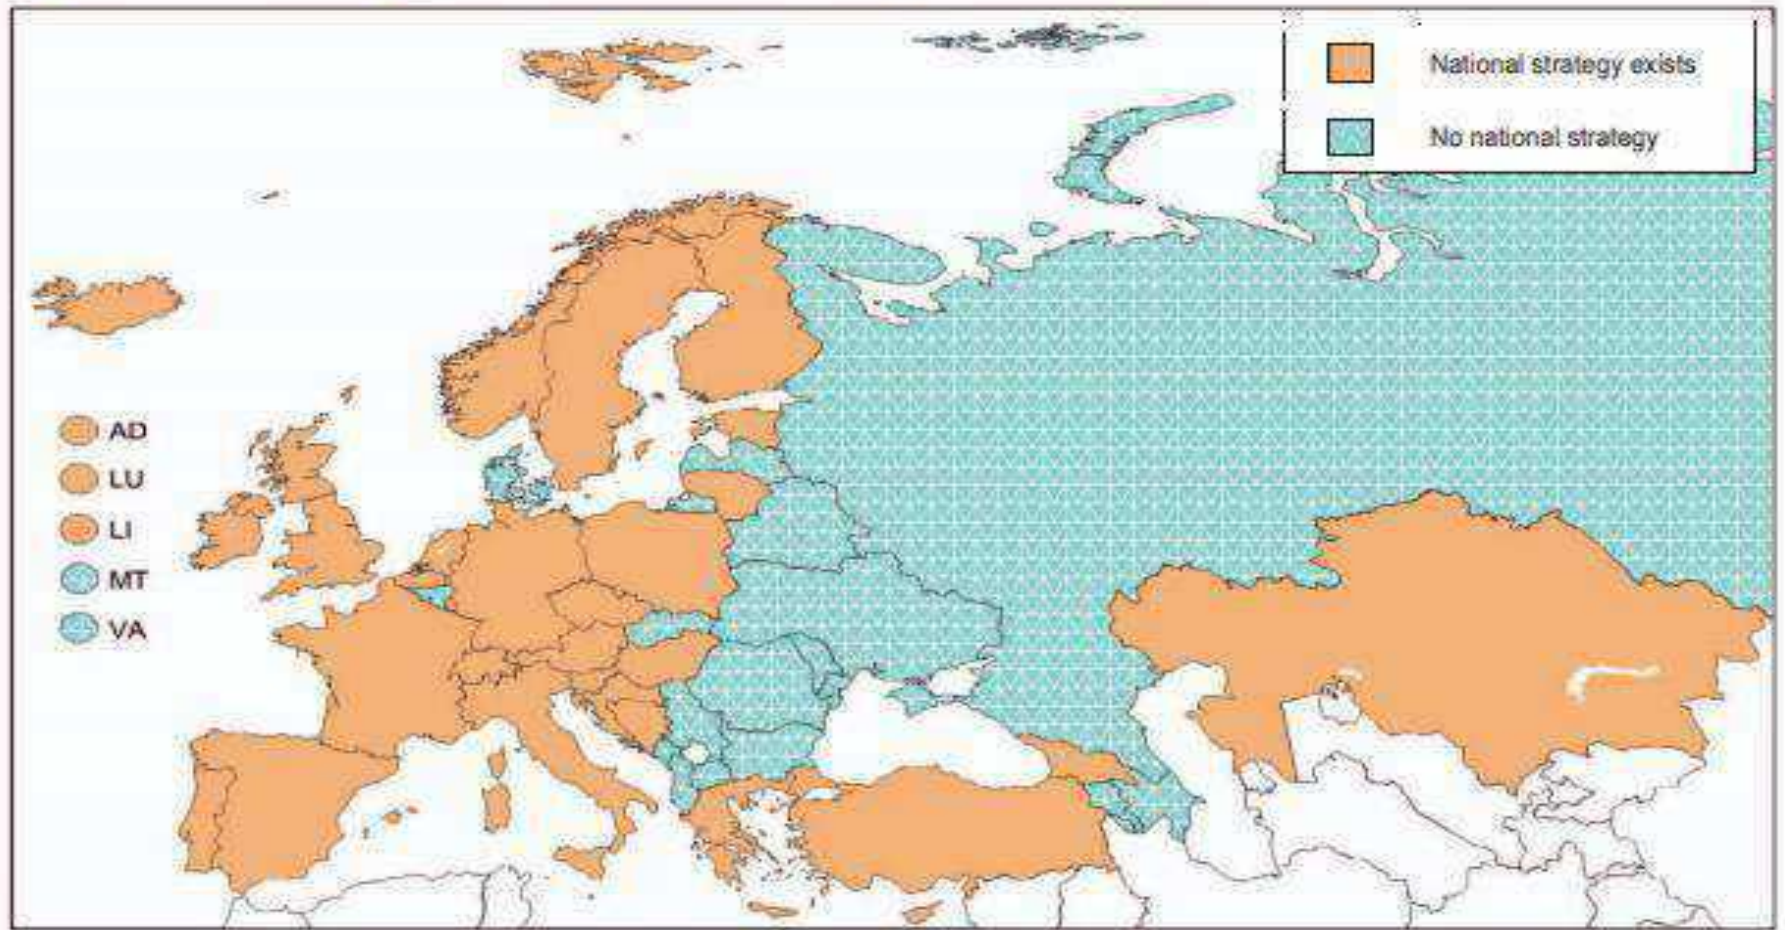 National strategy exists
No national strategy
AD
LU
LI
MT
VA